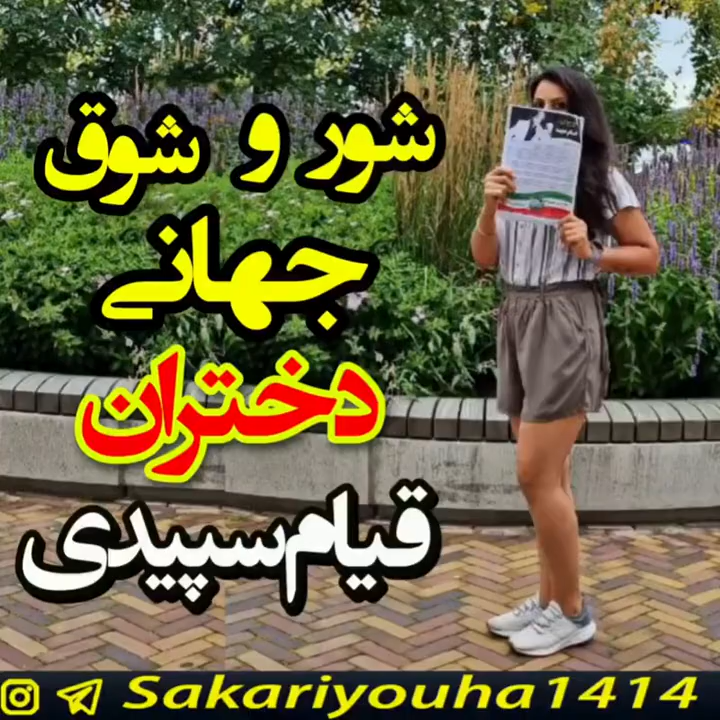 شور و شوق
جهانی
دختران
قیام سپیدی
Sakariyouha1414